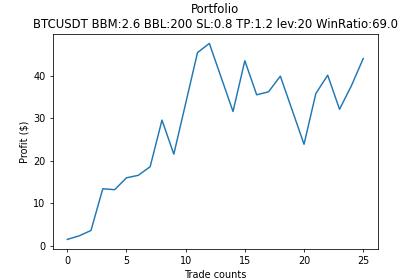 Portfolio
BTCUSDT BBM:2.6 BBL:200 SL:0.8 TP:1.2 lev:20 WinRatio:69.0
Profit ($)
40
30
20
10
0
0 5 10 15 20 25
Trade counts